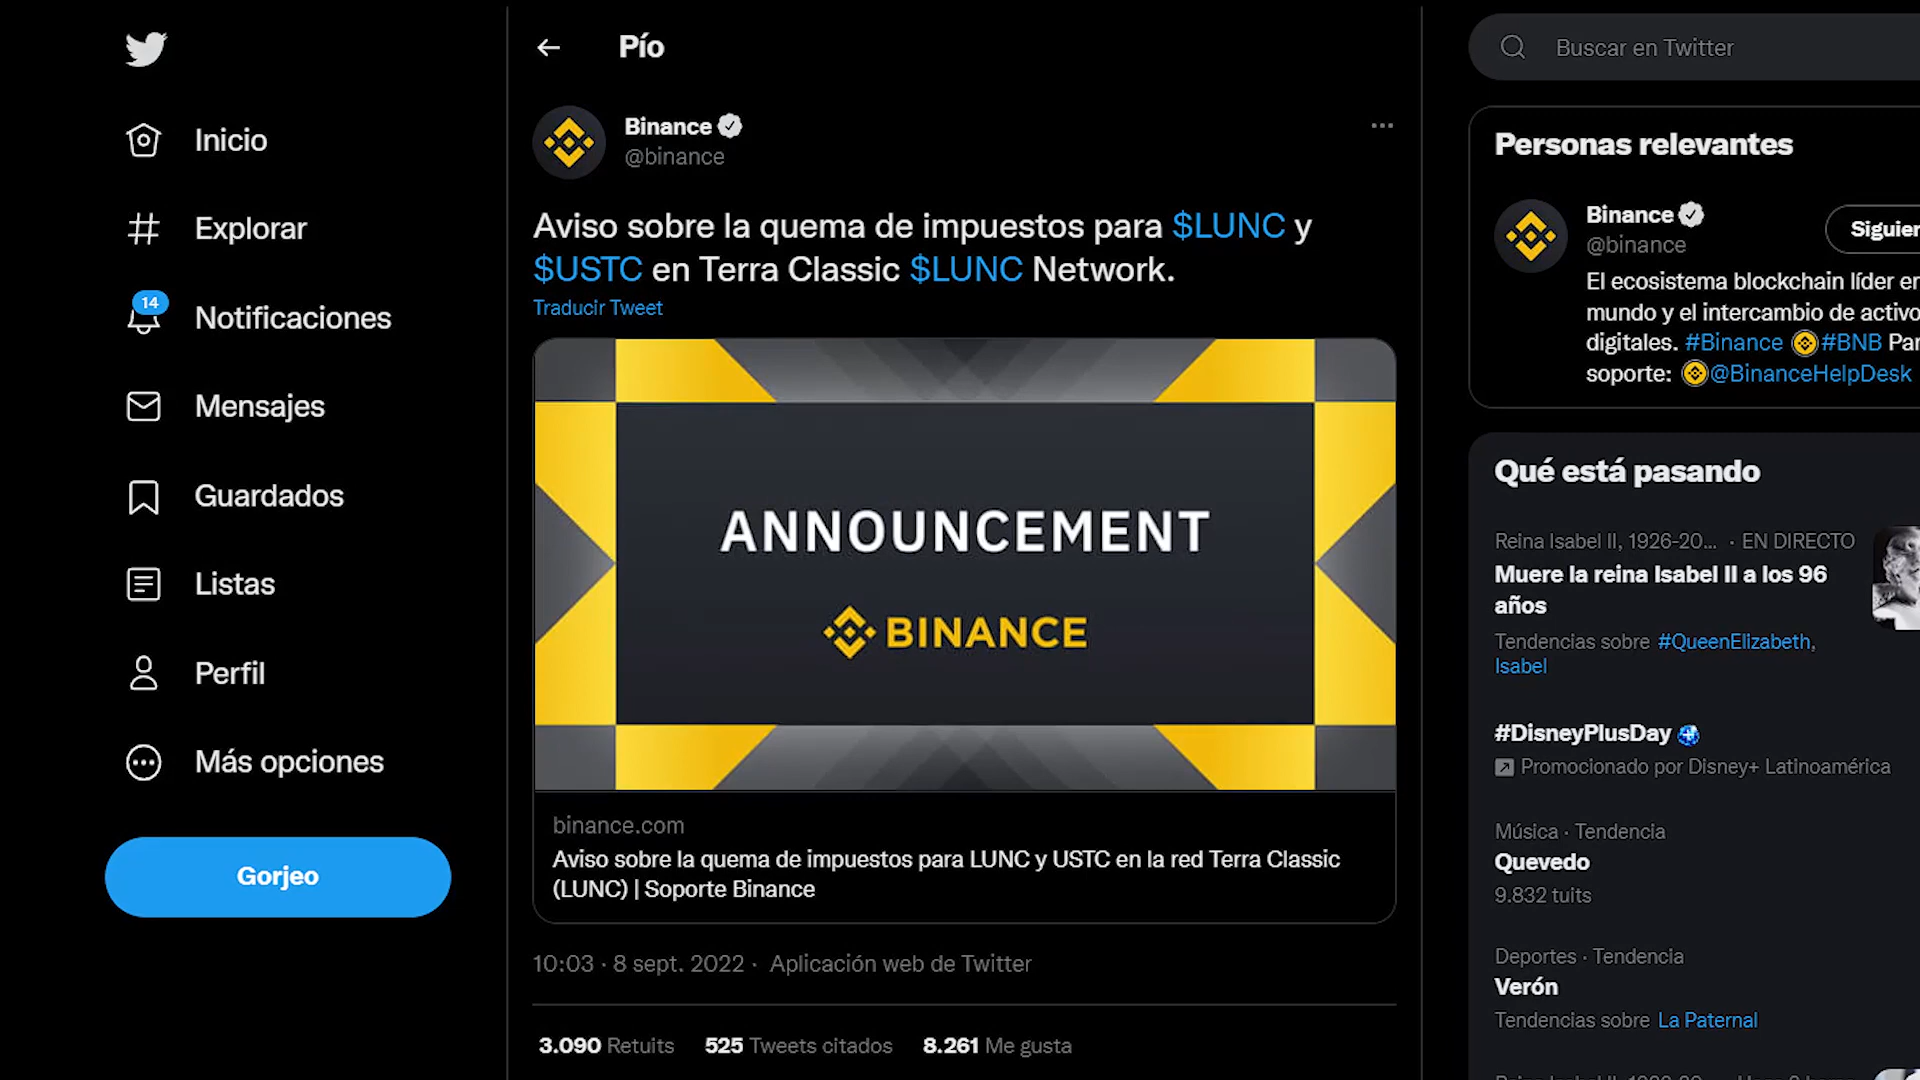 Inicio
Explorar
14
Notificaciones
Mensajes
Guardados
Listas
Perfil
Más opciones
Gorjeo
Pío
Binance
@binance
Aviso sobre la quema de impuestos para $LUNC y
$USTC en Terra Classic $LUNC Network.
Traducir Tweet
ANNOUNCEMENT
BINANCE
binance.com
Aviso sobre la quema de impuestos para LUNC y USTC en la red Terra Classic
(LUNC) | Soporte Binance
10:03 · 8 sept. 2022 · Aplicación web de Twitter
3.090 Retuits 525 Tweets citados 8.261 Me gusta
Buscar en Twitter
Personas relevantes
Binance
@binance
Siguien
El ecosistema blockchain líder en
mundo y el intercambio de activo
digitales. #Binance #BNB Par
soporte: @BinanceHelpDesk
Qué está pasando
Reina Isabel II, 1926-20... · EN DIRECTO
Muere la reina Isabel II a los 96
años
Tendencias sobre #QueenElizabeth,
Isabel
#DisneyPlusDay
Promocionado por Disney+ Latinoamérica
Música · Tendencia
Quevedo
9.832 tuits
Deportes · Tendencia
Verón
Tendencias sobre La Paternal